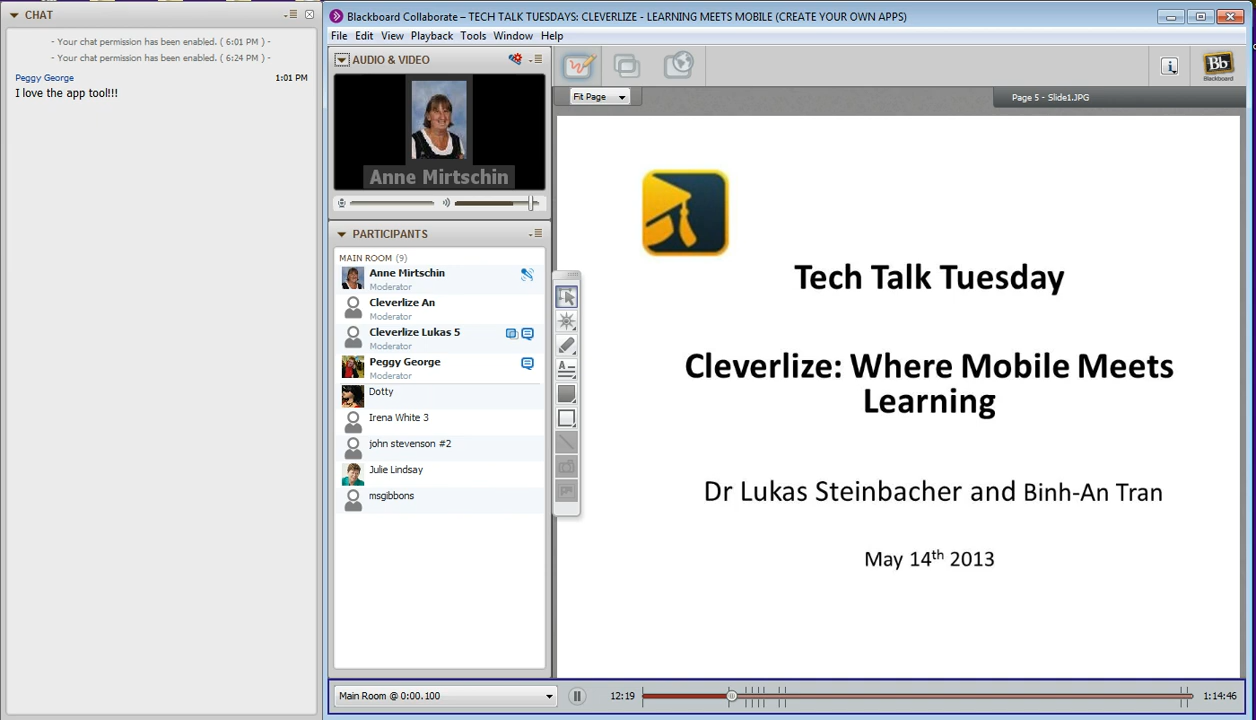 CHAT
- Your chat permission has been enabled. ( 6:01 PM ) -
- Your chat permission has been enabled. ( 6:24 PM ) -
Peggy George 1:01 PM
I love the app tool!!!
Blackboard Collaborate – TECH TALK TUESDAYS: CLEVERLIZE - LEARNING MEETS MOBILE (CREATE YOUR OWN APPS)
File Edit View Playback Tools Window Help
AUDIO & VIDEO
Anne Mirtschin
PARTICIPANTS
MAIN ROOM (9)
Anne Mirtschin
Moderator
Cleverlize An
Moderator
Cleverlize Lukas 5
Moderator
Peggy George
Moderator
Dotty
Irena White 3
john stevenson #2
Julie Lindsay
msgibbons
Bb
Blackboard
Fit Page
Page 5 - Slide1.JPG
Tech Talk Tuesday
Cleverlize: Where Mobile Meets
Learning
Dr Lukas Steinbacher and Binh-An Tran
May 14th 2013
Main Room @ 0:00.100
12:19
1:14:46